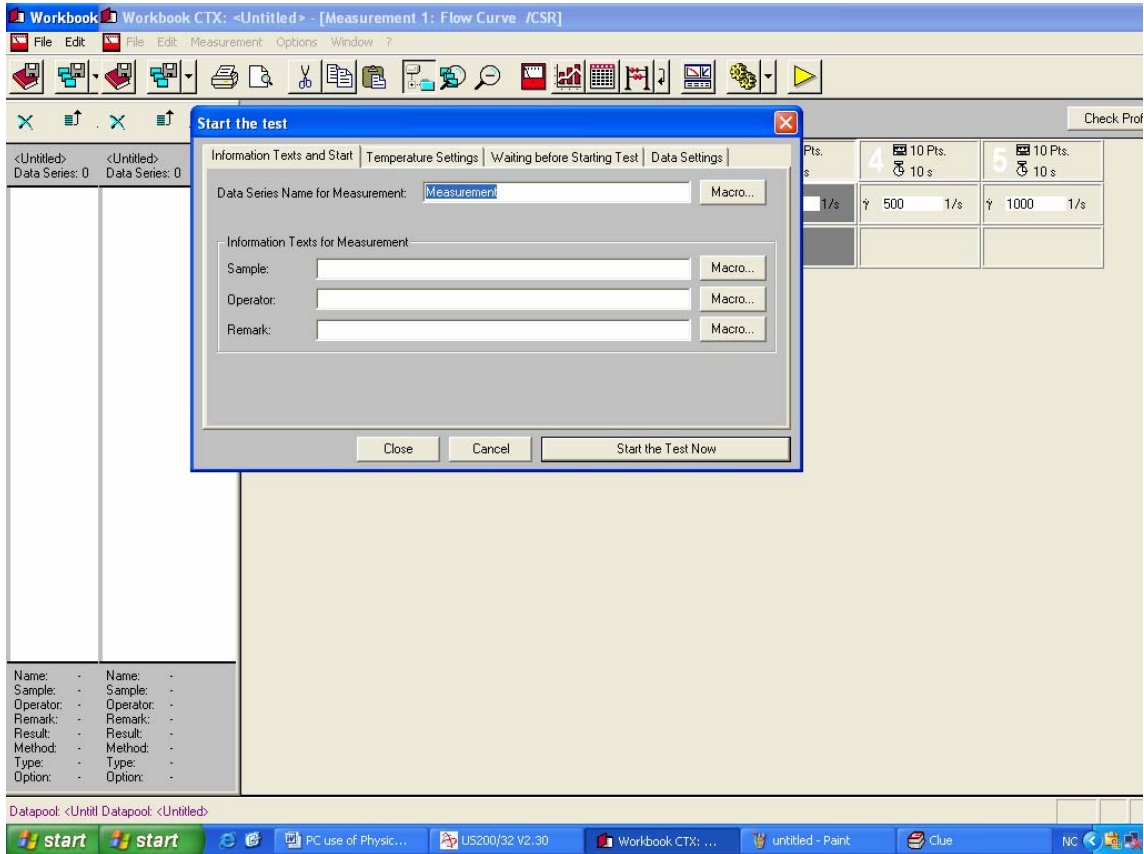 Workbook Workbook CTX: <Untitled> - [Measurement 1: Flow Curve /CSR]
File Edit File Edit Measurement Options Window ?
Start the test
Check Prof
<Untitled> <Untitled>
Data Series: 0 Data Series: 0
Information Texts and Start Temperature Settings Waiting before Starting Test Data Settings
Pts. 4 10 Pts. 5 10 Pts.
s 10 s 10 s
Data Series Name for Measurement: Measurement Macro...
1/s γ̇ 500 1/s γ̇ 1000 1/s
Information Texts for Measurement
Sample: Macro...
Operator: Macro...
Remark: Macro...
Close Cancel Start the Test Now
Name: - Name: -
Sample: - Sample: -
Operator: - Operator: -
Remark: - Remark: -
Result: - Result: -
Method: - Method: -
Type: - Type: -
Option: - Option: -
Datapool: <Untitl Datapool: <Untitled>
start start PC use of Physic... US200/32 V2.30 Workbook CTX: ... untitled - Paint Clue NC